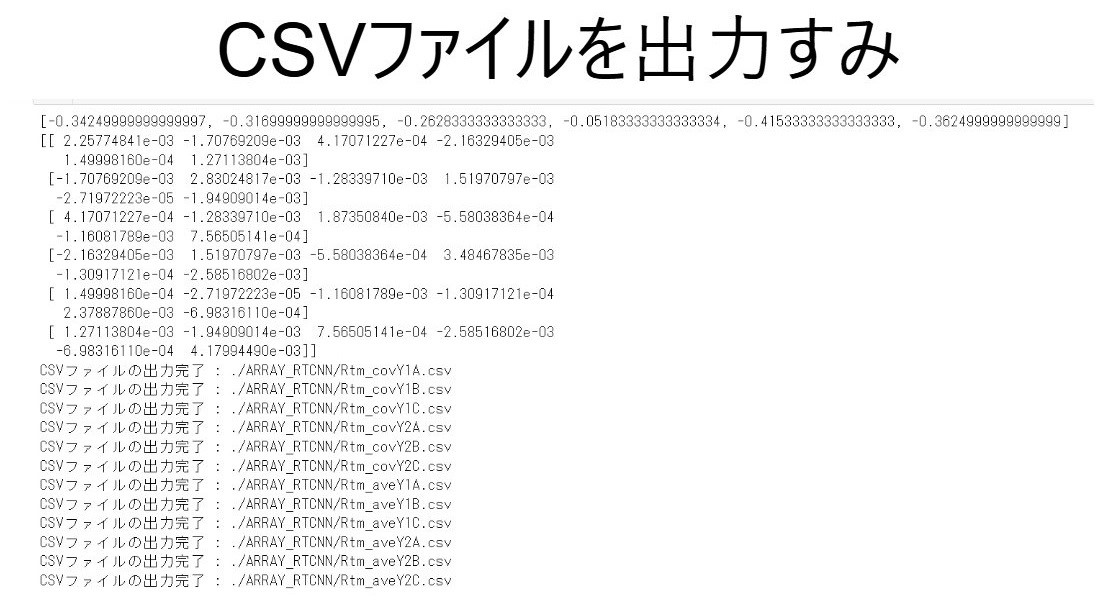 CSVファイルを出力すみ
[-0.34249999999999997, -0.31699999999999995, -0.2628333333333333, -0.05183333333333334, -0.41533333333333333, -0.3624999999999999]
[[ 2.25774841e-03 -1.70769209e-03  4.17071227e-04 -2.16329405e-03
   1.49998160e-04  1.27113804e-03]
 [-1.70769209e-03  2.83024817e-03 -1.28339710e-03  1.51970797e-03
  -2.71972223e-05 -1.94909014e-03]
 [ 4.17071227e-04 -1.28339710e-03  1.87350840e-03 -5.58038364e-04
  -1.16081789e-03  7.56505141e-04]
 [-2.16329405e-03  1.51970797e-03 -5.58038364e-04  3.48467835e-03
  -1.30917121e-04 -2.58516802e-03]
 [ 1.49998160e-04 -2.71972223e-05 -1.16081789e-03 -1.30917121e-04
   2.37887860e-03 -6.98316110e-04]
 [ 1.27113804e-03 -1.94909014e-03  7.56505141e-04 -2.58516802e-03
  -6.98316110e-04  4.17994490e-03]]
CSVファイルの出力完了 : ./ARRAY_RTCNN/Rtm_covY1A.csv
CSVファイルの出力完了 : ./ARRAY_RTCNN/Rtm_covY1B.csv
CSVファイルの出力完了 : ./ARRAY_RTCNN/Rtm_covY1C.csv
CSVファイルの出力完了 : ./ARRAY_RTCNN/Rtm_covY2A.csv
CSVファイルの出力完了 : ./ARRAY_RTCNN/Rtm_covY2B.csv
CSVファイルの出力完了 : ./ARRAY_RTCNN/Rtm_covY2C.csv
CSVファイルの出力完了 : ./ARRAY_RTCNN/Rtm_aveY1A.csv
CSVファイルの出力完了 : ./ARRAY_RTCNN/Rtm_aveY1B.csv
CSVファイルの出力完了 : ./ARRAY_RTCNN/Rtm_aveY1C.csv
CSVファイルの出力完了 : ./ARRAY_RTCNN/Rtm_aveY2A.csv
CSVファイルの出力完了 : ./ARRAY_RTCNN/Rtm_aveY2B.csv
CSVファイルの出力完了 : ./ARRAY_RTCNN/Rtm_aveY2C.csv